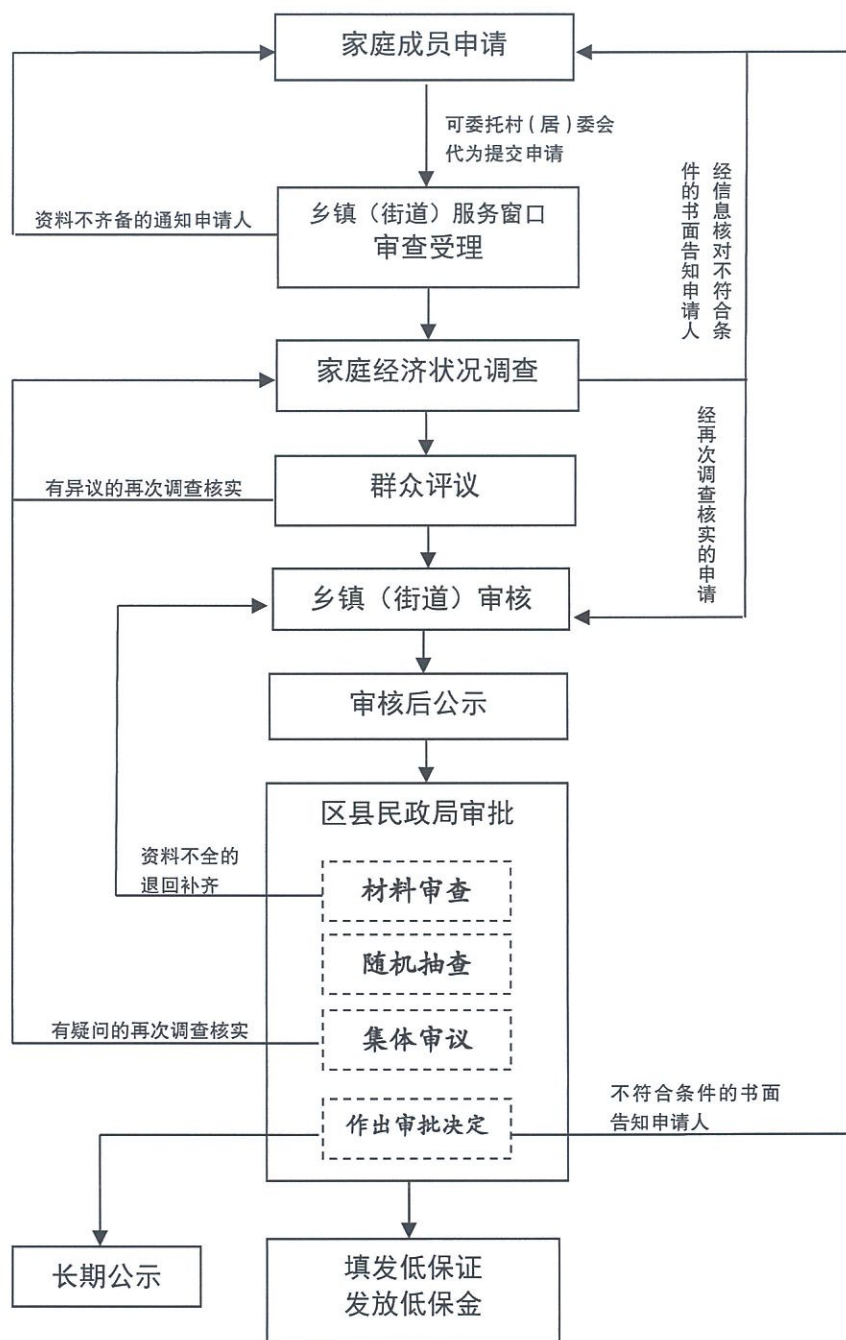 家庭成员申请
可委托村（居）委会
代为提交申请
资料不齐备的通知申请人
乡镇（街道）服务窗口
审查受理
经信息核对不符合条
件的书面告知申请人
家庭经济状况调查
经再次调查核实的申请
群众评议
有异议的再次调查核实
乡镇（街道）审核
审核后公示
区县民政局审批
资料不全的
退回补齐
材料审查
随机抽查
有疑问的再次调查核实
集体审议
不符合条件的书面
告知申请人
作出审批决定
长期公示
填发低保证
发放低保金